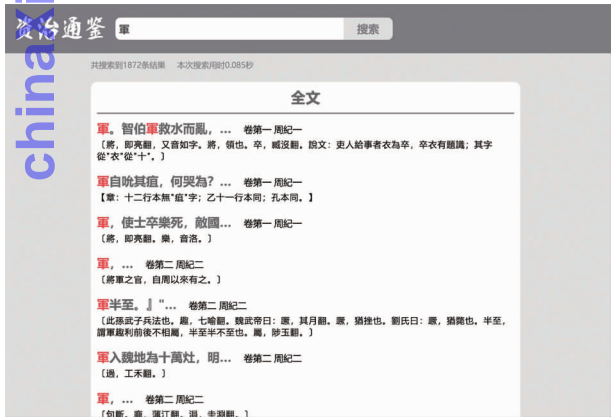 资治通鉴 軍 搜索
共搜索到1872条结果 本次搜索用时0.085秒
全文
軍。智伯軍救水而亂，... 卷第一 周紀一
〔將，即亮翻，又音如字。將，領也。卒，臧沒翻。說文：吏人給事者衣為卒，卒衣有題識；其字
從"衣"從"十"。〕
軍自吮其疽，何哭為？... 卷第一 周紀一
【章：十二行本無"疽"字；乙十一行本同；孔本同。】
軍，使士卒樂死，敵國... 卷第一 周紀一
〔將，即亮翻。樂，音洛。〕
軍，... 卷第二 周紀二
〔將軍之官，自周以來有之。〕
軍半至。』"... 卷第二 周紀二
〔此孫武子兵法也。趣，七喻翻。魏武帝曰：蹶，其月翻。蹶，猶挫也。劉氏曰：蹶，猶斃也。半至，
謂軍趣利前後不相屬，半至半不至也。屬，陟玉翻。〕
軍入魏地為十萬灶，明... 卷第二 周紀二
〔過，工禾翻。〕
軍，... 卷第二 周紀二
chinaxi